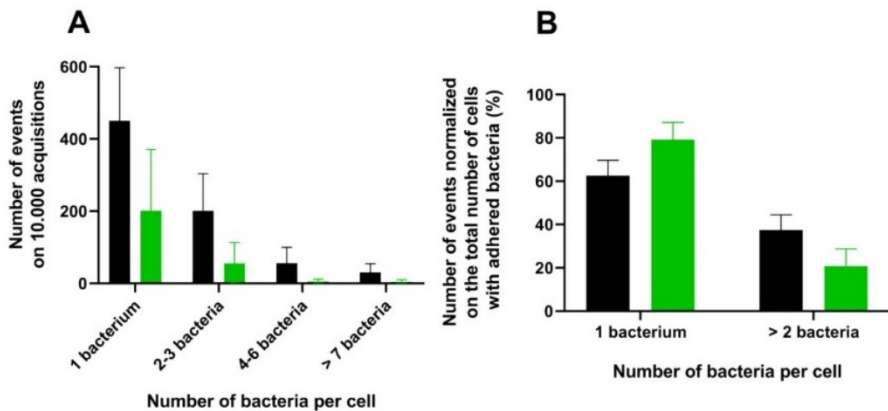 A
Number of events
on 10.000 acquisitions
600
400
200
0
1 bacterium
2-3 bacteria
4-6 bacteria
> 7 bacteria
Number of bacteria per cell
B
Number of events normalized
on the total number of cells
with adhered bacteria (%)
100
80
60
40
20
0
1 bacterium
> 2 bacteria
Number of bacteria per cell